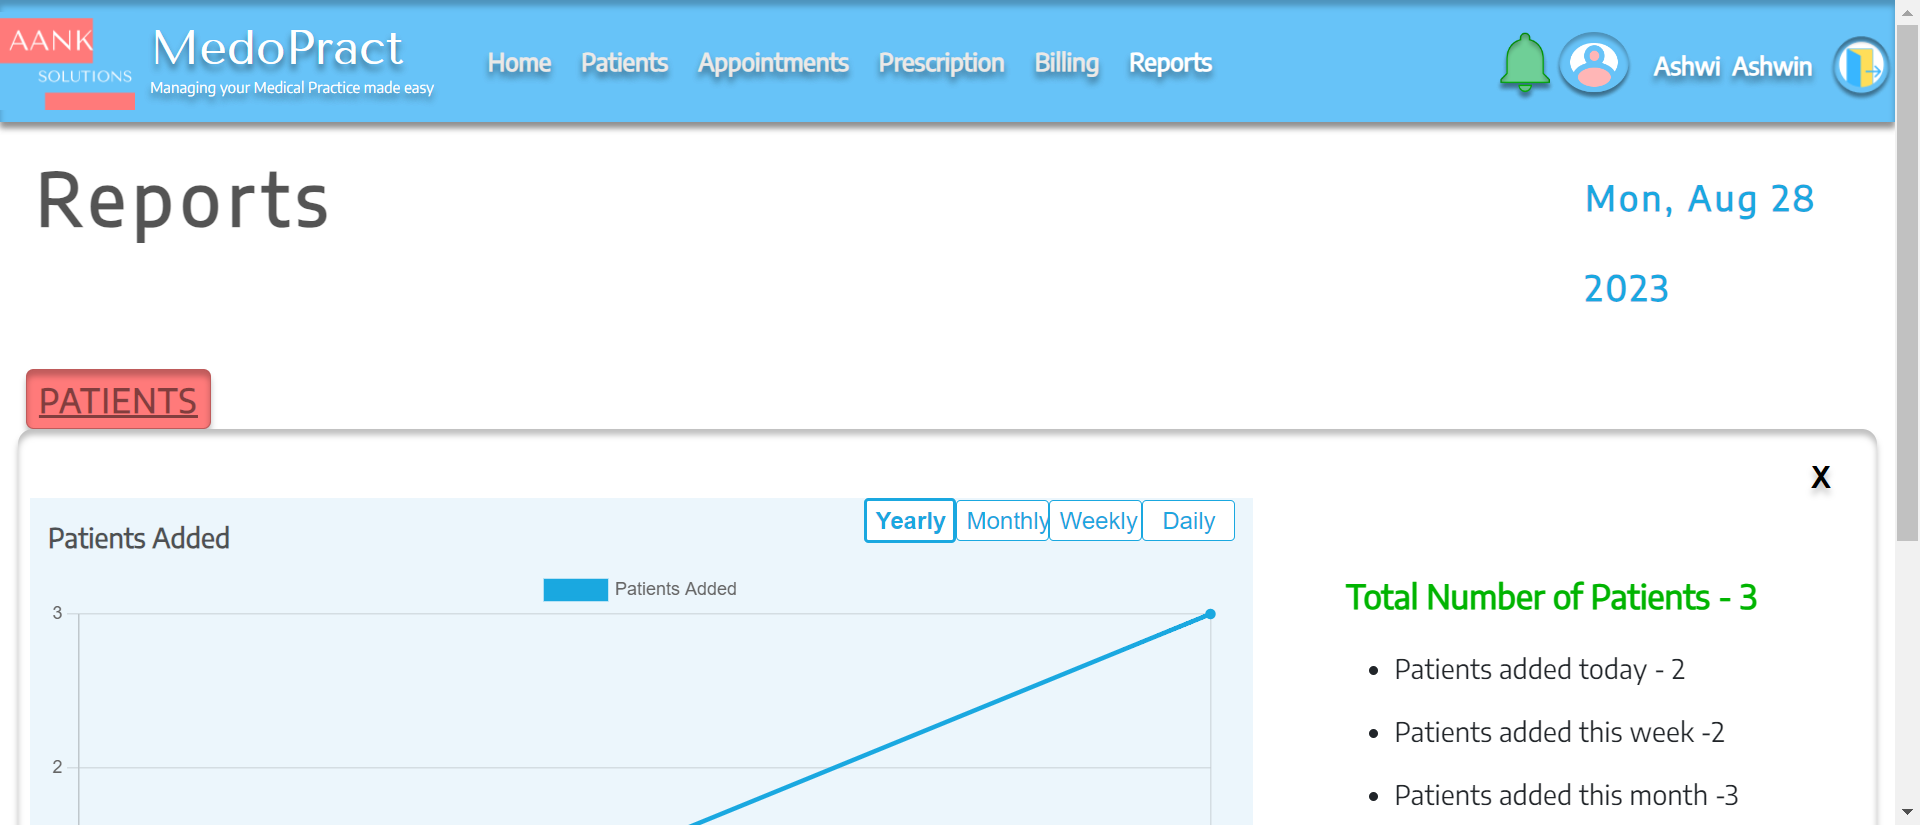 AANK
SOLUTIONS
MedoPract
Managing your Medical Practice made easy
Home Patients Appointments Prescription Billing Reports
Ashwi Ashwin
Reports
Mon, Aug 28
2023
PATIENTS
X
Patients Added
Yearly Monthly Weekly Daily
Patients Added
3
2
Total Number of Patients - 3
• Patients added today - 2
• Patients added this week -2
• Patients added this month -3